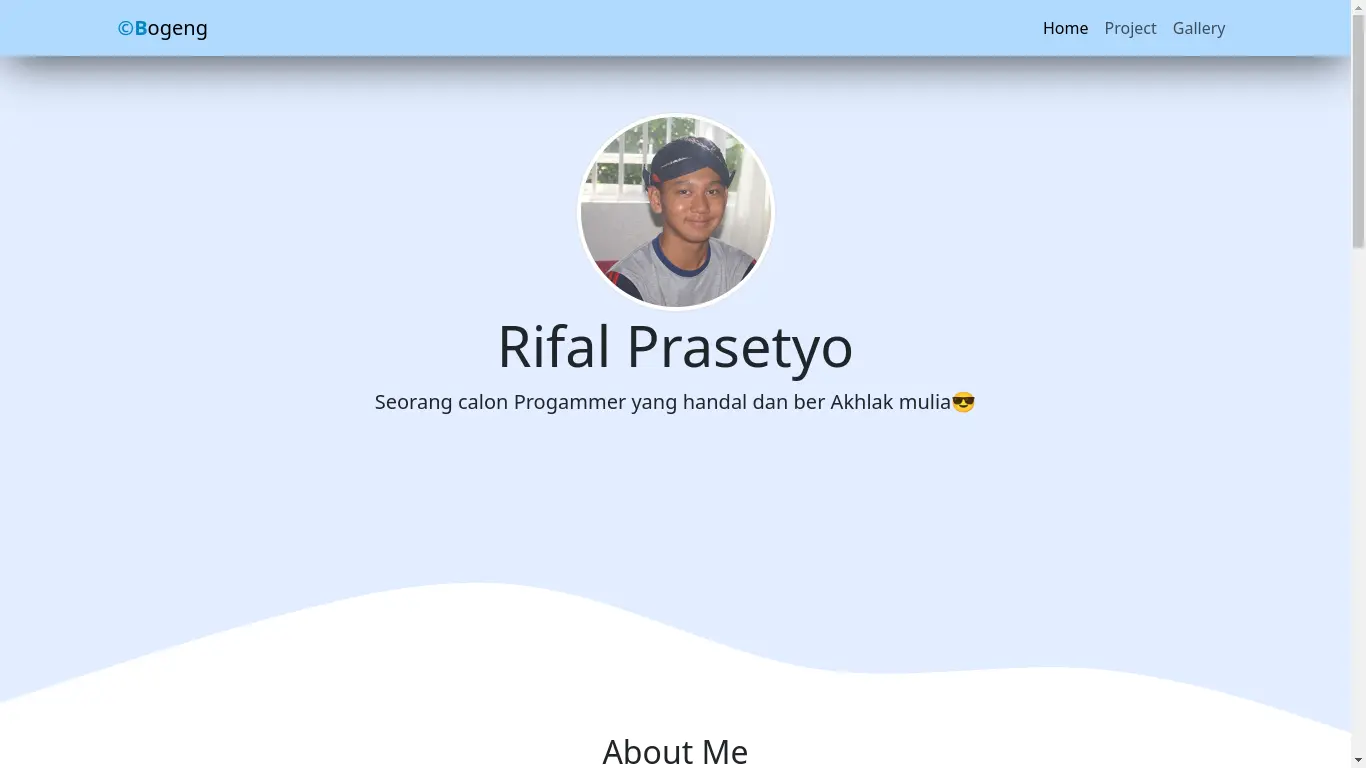 ©Bogeng
Home Project Gallery
Rifal Prasetyo
Seorang calon Progammer yang handal dan ber Akhlak mulia😎
About Me